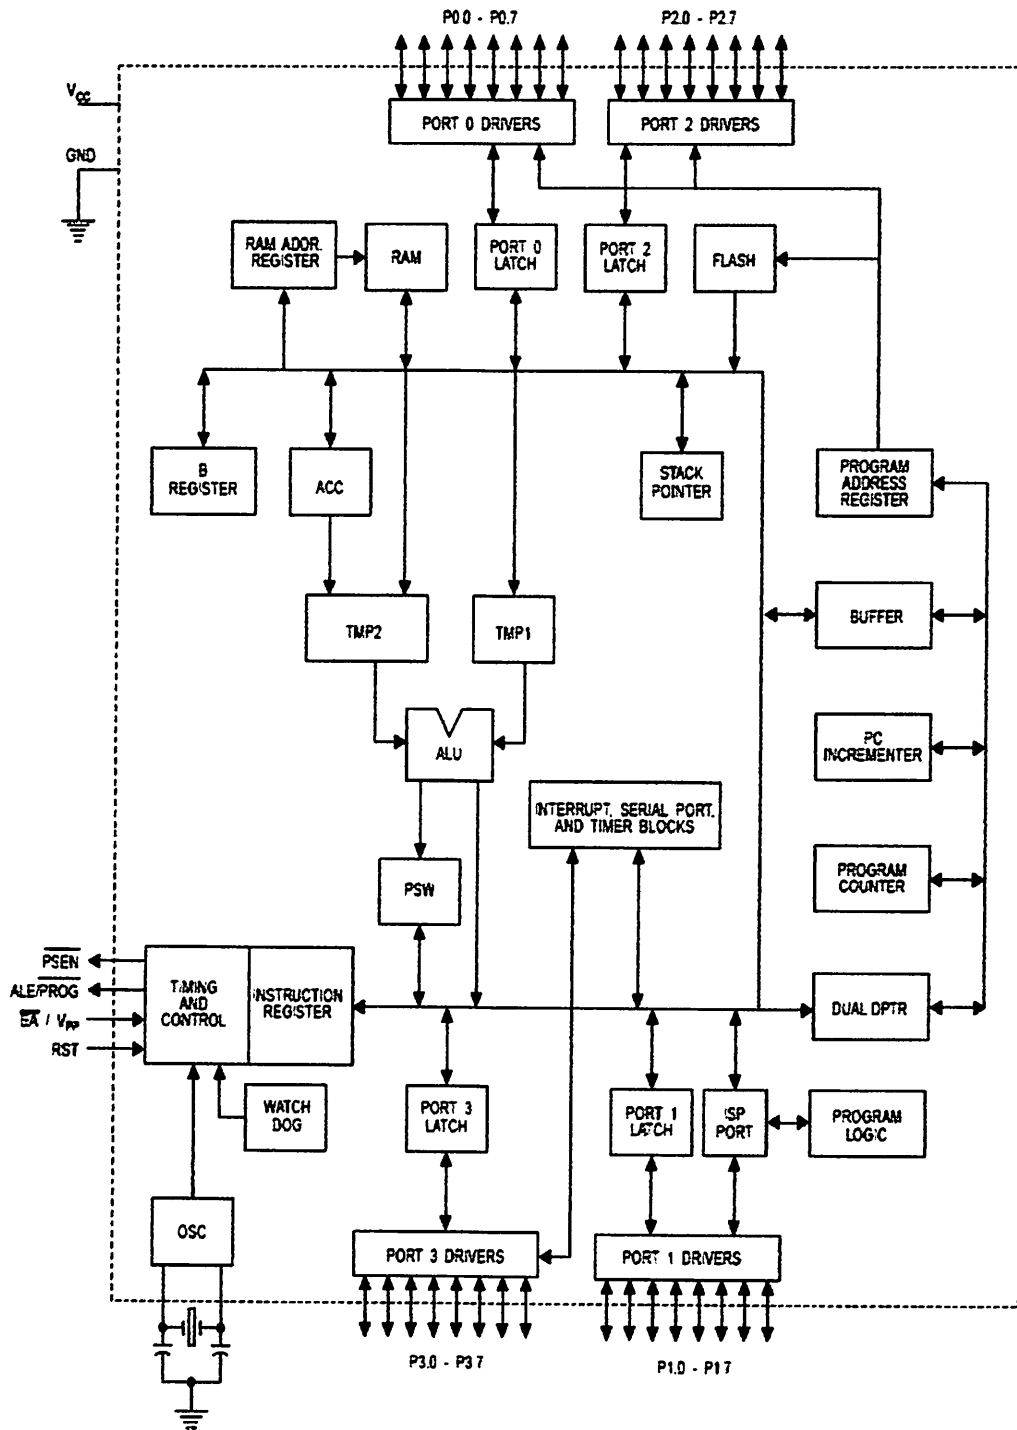 P0.0 - P0.7
P2.0 - P2.7
VCC
PORT 0 DRIVERS
PORT 2 DRIVERS
GND
RAM ADDR.
REGISTER
RAM
PORT 0
LATCH
PORT 2
LATCH
FLASH
B
REGISTER
ACC
STACK
POINTER
PROGRAM
ADDRESS
REGISTER
TMP2
TMP1
BUFFER
ALU
PC
INCREMENTER
INTERRUPT, SERIAL PORT,
AND TIMER BLOCKS
PSW
PROGRAM
COUNTER
PSEN
ALE/PROG
EA / VPP
RST
TIMING
AND
CONTROL
INSTRUCTION
REGISTER
DUAL DPTR
WATCH
DOG
PORT 3
LATCH
PORT 1
LATCH
ISP
PORT
PROGRAM
LOGIC
OSC
PORT 3 DRIVERS
PORT 1 DRIVERS
P3.0 - P3.7
P1.0 - P1.7